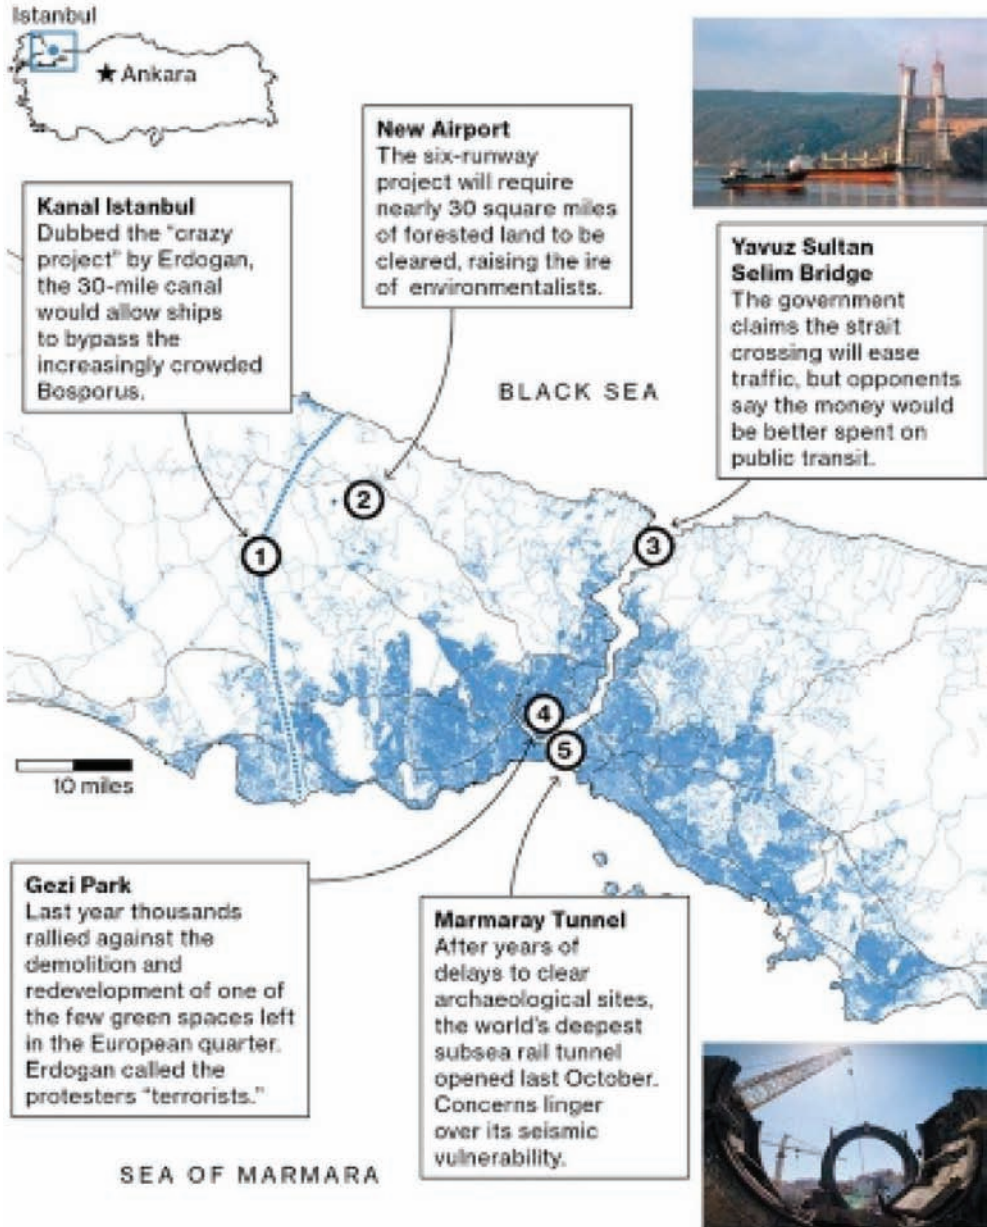 Istanbul
Ankara
New Airport
The six-runway
project will require
nearly 30 square miles
of forested land to be
cleared, raising the ire
of environmentalists.
Kanal Istanbul
Dubbed the "crazy
project" by Erdogan,
the 30-mile canal
would allow ships
to bypass the
increasingly crowded
Bosporus.
Yavuz Sultan
Selim Bridge
The government
claims the strait
crossing will ease
traffic, but opponents
say the money would
be better spent on
public transit.
BLACK SEA
2
1
3
4
5
10 miles
Gezi Park
Last year thousands
rallied against the
demolition and
redevelopment of one of
the few green spaces left
in the European quarter.
Erdogan called the
protesters "terrorists."
Marmaray Tunnel
After years of
delays to clear
archaeological sites,
the world's deepest
subsea rail tunnel
opened last October.
Concerns linger
over its seismic
vulnerability.
SEA OF MARMARA